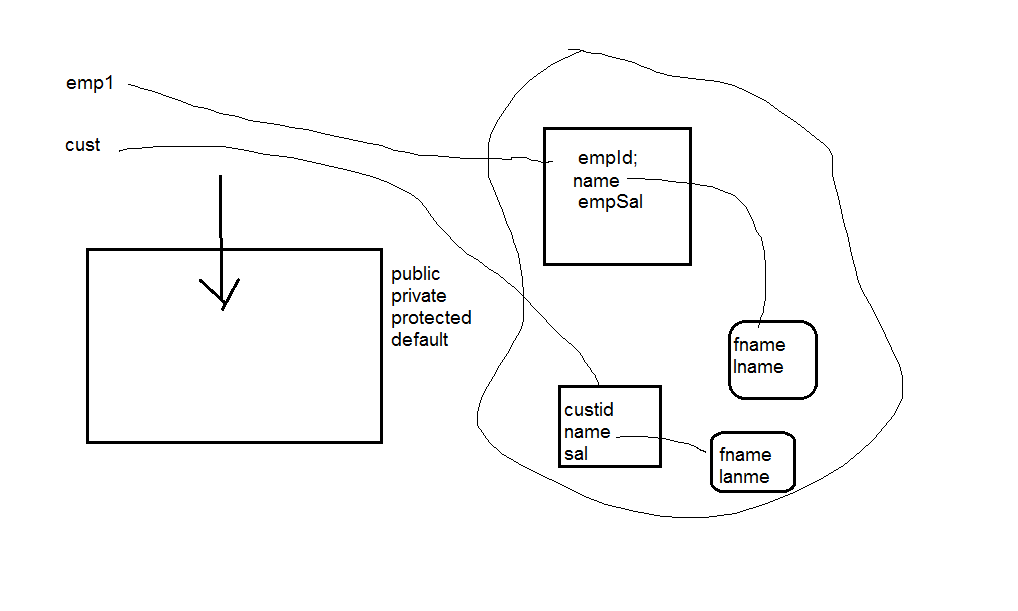 emp1
cust
public
private
protected
default
empId;
name
empSal
fname
lname
custid
name
sal
fname
lanme